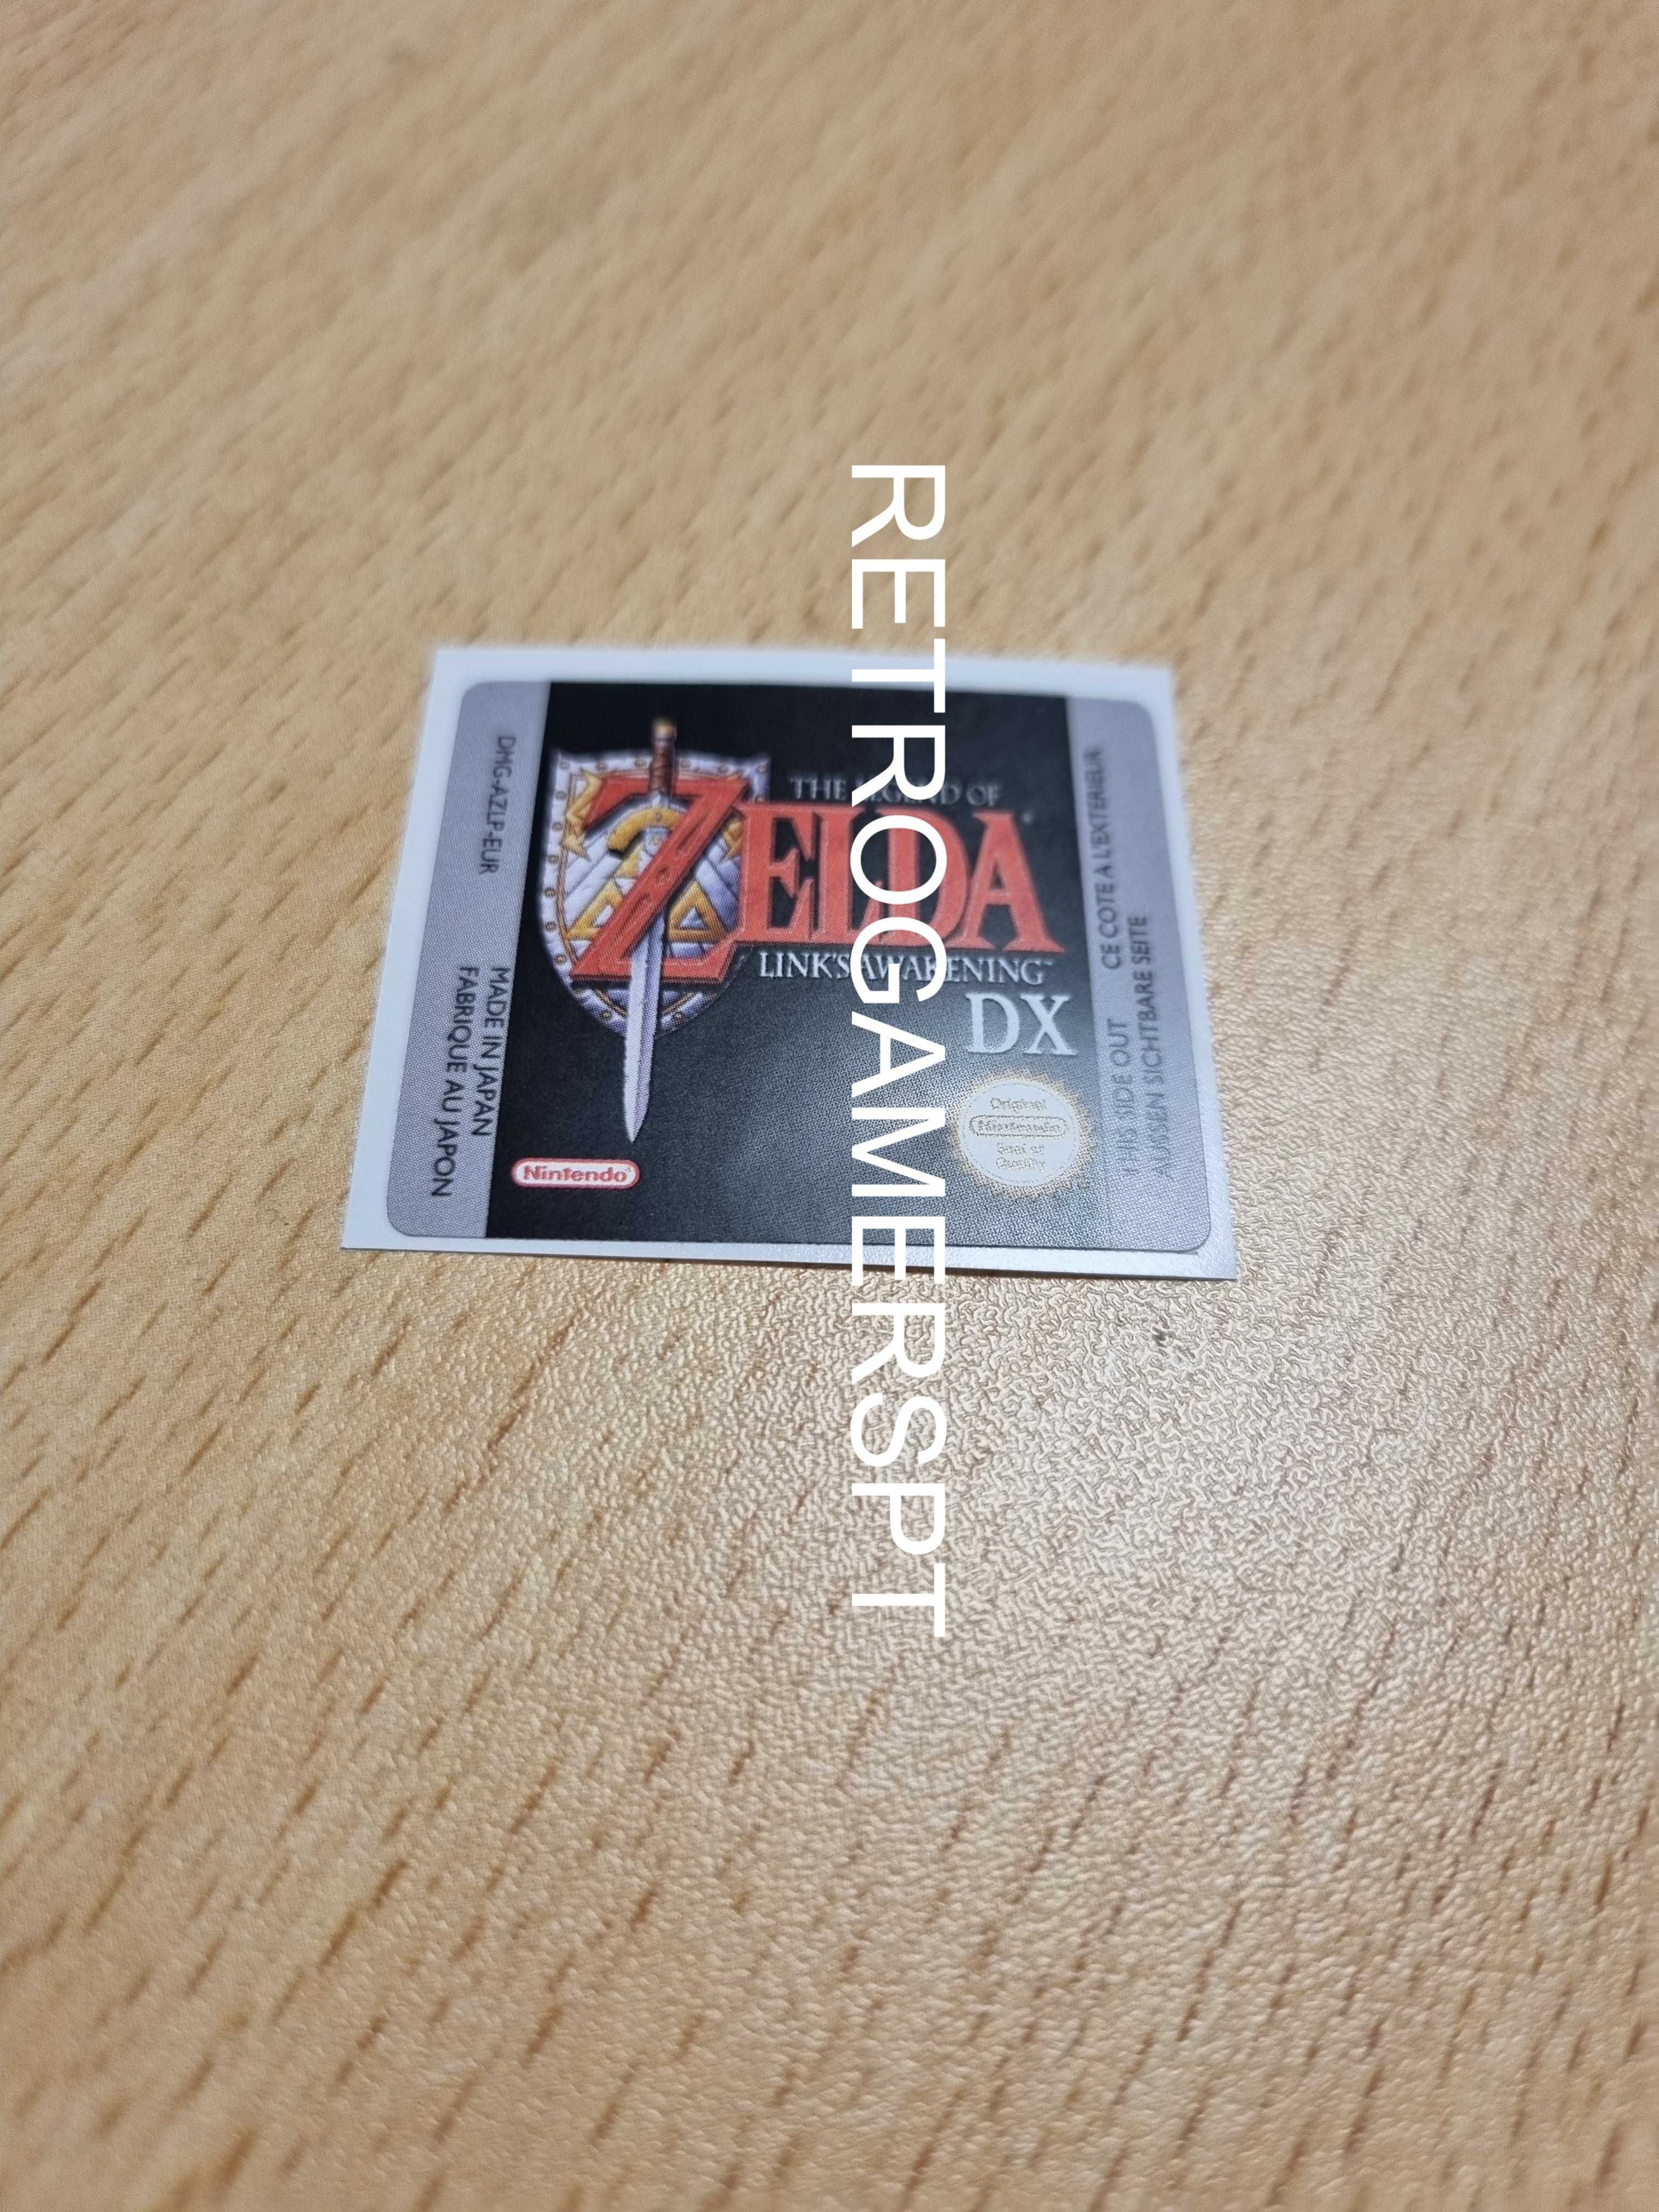 RETROGAMERSPT
THE LEGEND OF
ZELDA
LINK'S AWAKENING™
DX
Original
Nintendo
Seal of
Quality
Nintendo
DMG-AZLP-EUR
MADE IN JAPAN
FABRIQUE AU JAPON
THIS SIDE OUT CE COTE A L'EXTERIEUR
AUSSEN SICHTBARE SEITE